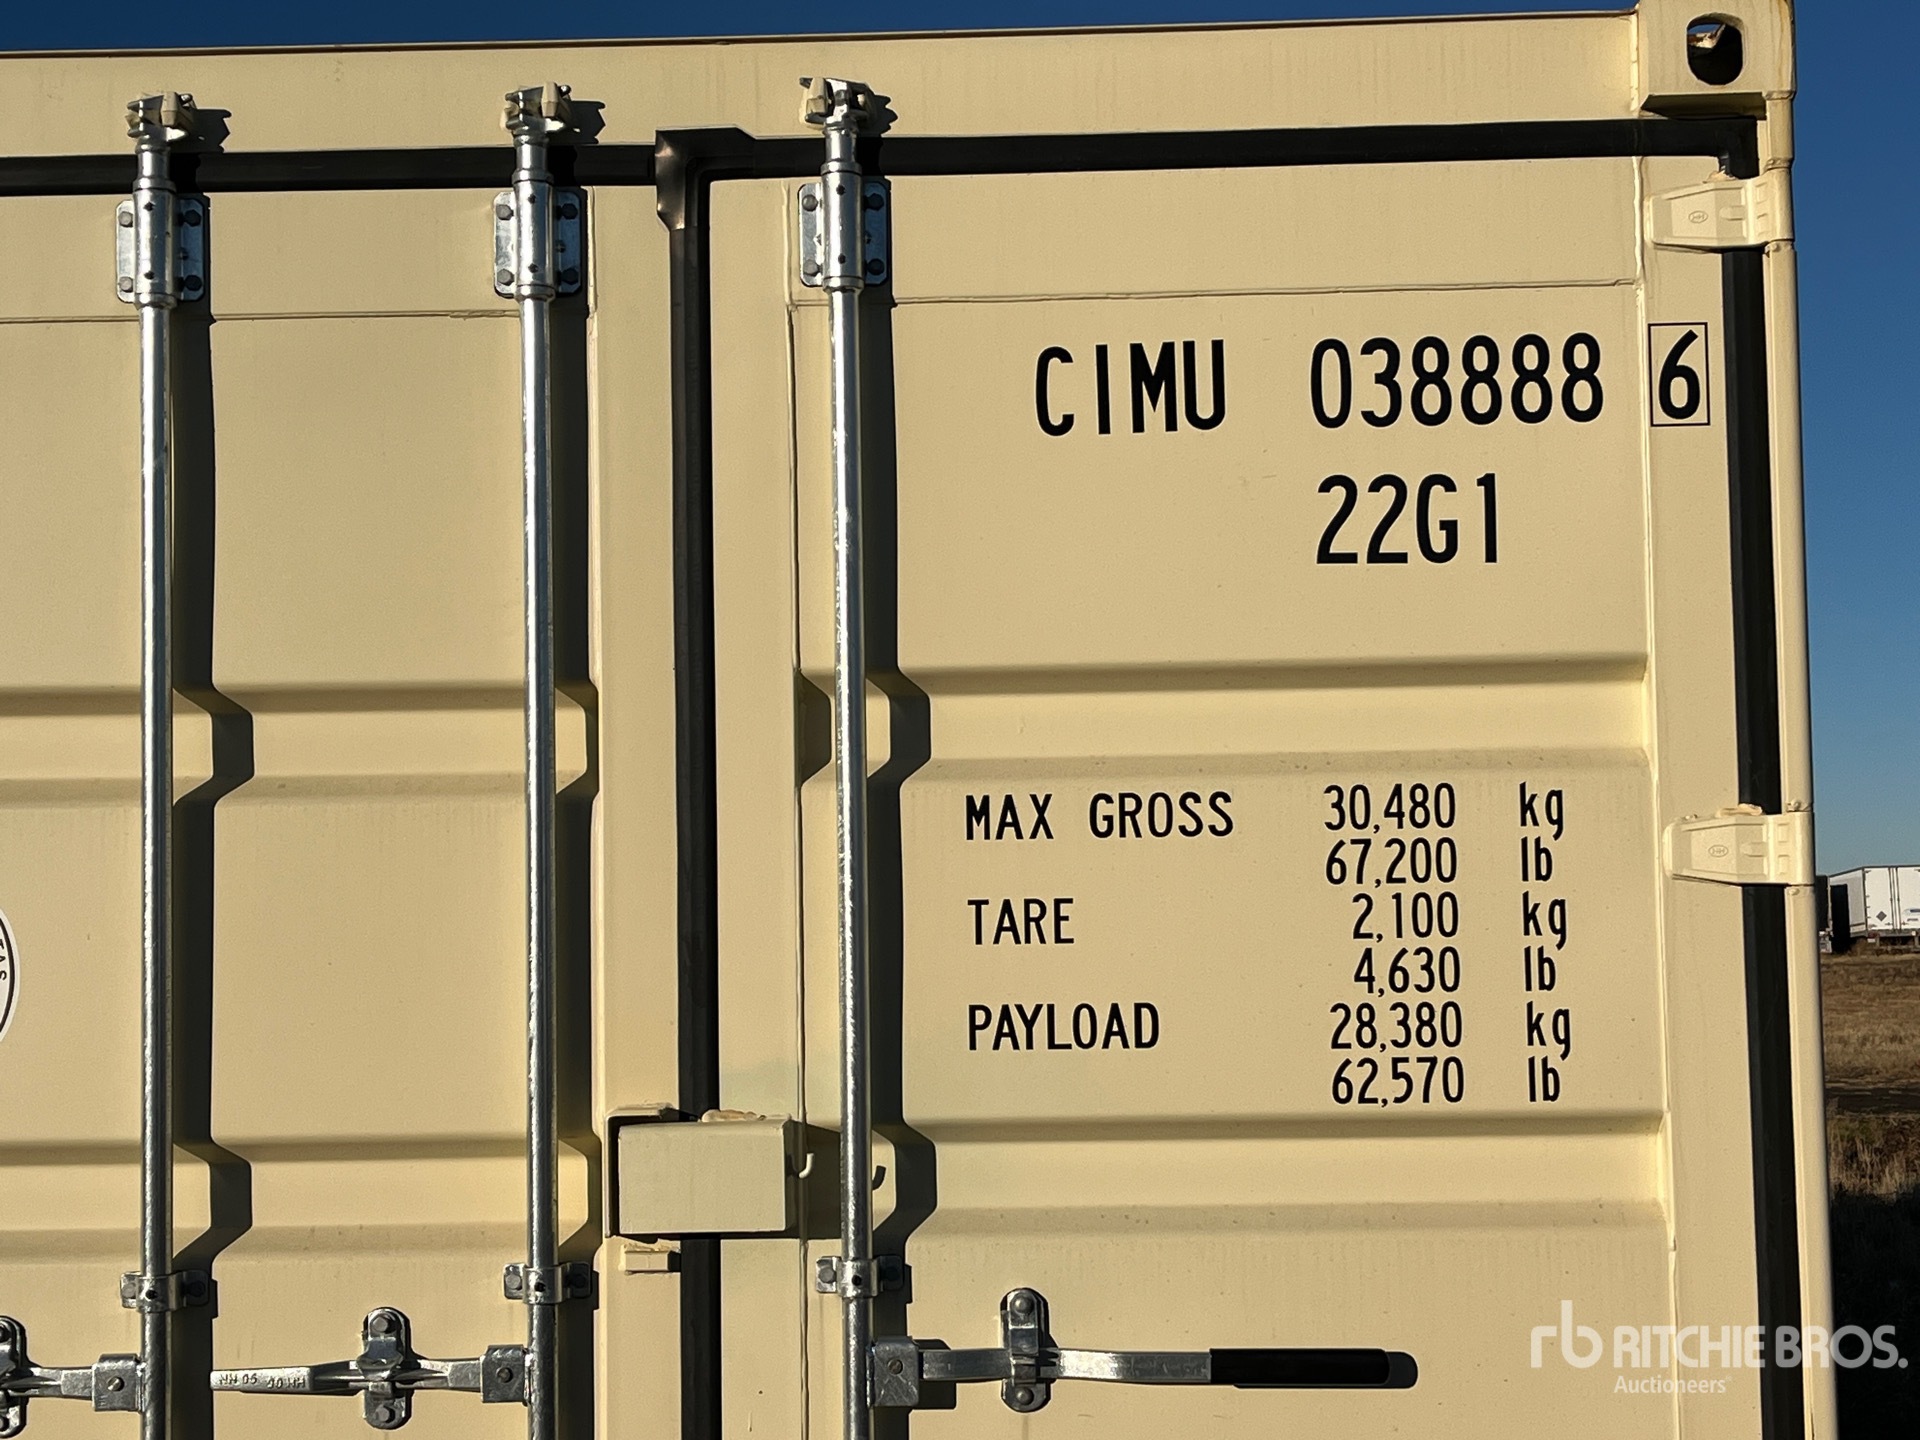 CIMU 038888 6
22G1
MAX GROSS 30,480 kg
67,200 lb
TARE 2,100 kg
4,630 lb
PAYLOAD 28,380 kg
62,570 lb
rb RITCHIE BROS.
Auctioneers